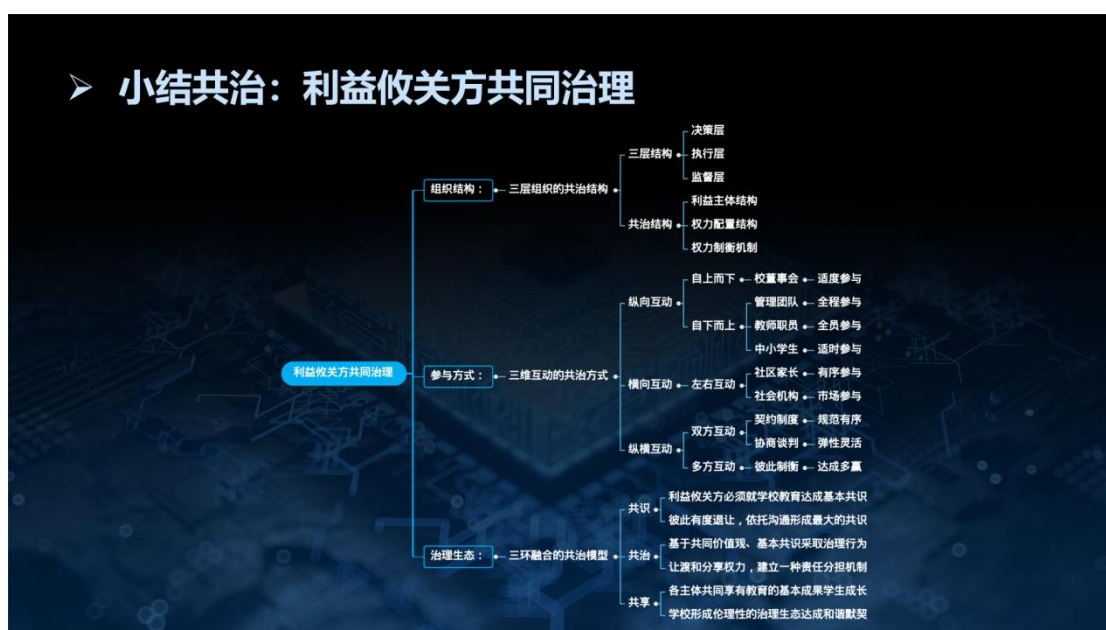 小结共治：利益攸关方共同治理
利益攸关方共同治理
组织结构：
三层组织的共治结构
三层结构
决策层
执行层
监督层
共治结构
利益主体结构
权力配置结构
权力制衡机制
参与方式：
三维互动的共治方式
纵向互动
自上而下
校董事会
适度参与
自下而上
管理团队
全程参与
教师职员
全员参与
中小学生
适时参与
横向互动
左右互动
社区家长
有序参与
社会机构
市场参与
纵横互动
双方互动
契约制度
规范有序
协商谈判
弹性灵活
多方互动
彼此制衡
达成多赢
治理生态：
三环融合的共治模型
共识
利益攸关方必须就学校教育达成基本共识
彼此有度退让，依托沟通形成最大的共识
共治
基于共同价值观、基本共识采取治理行为
让渡和分享权力，建立一种责任分担机制
共享
各主体共同享有教育的基本成果学生成长
学校形成伦理性的治理生态达成和谐默契